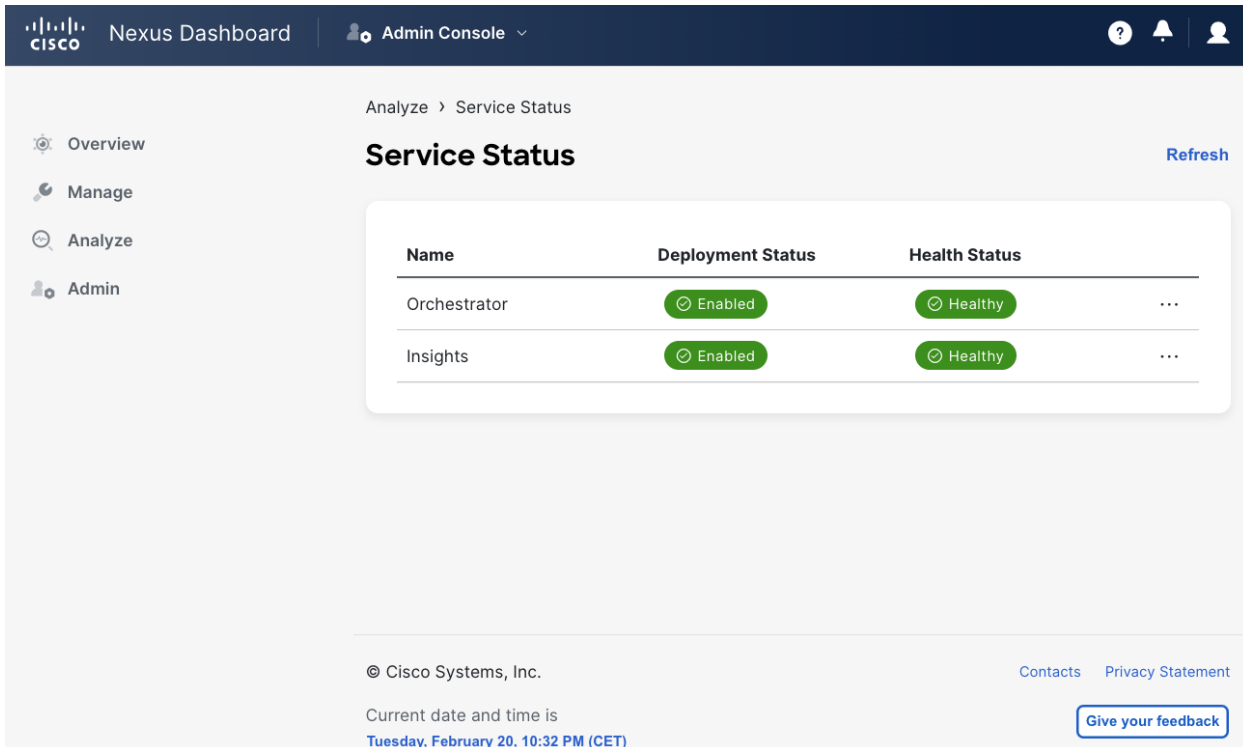 CISCO Nexus Dashboard Admin Console
Overview
Manage
Analyze
Admin
Analyze › Service Status
Service Status
Refresh
Name Deployment Status Health Status
Orchestrator Enabled Healthy ...
Insights Enabled Healthy ...
© Cisco Systems, Inc.
Contacts Privacy Statement
Current date and time is
Give your feedback
Tuesday, February 20, 10:32 PM (CET)